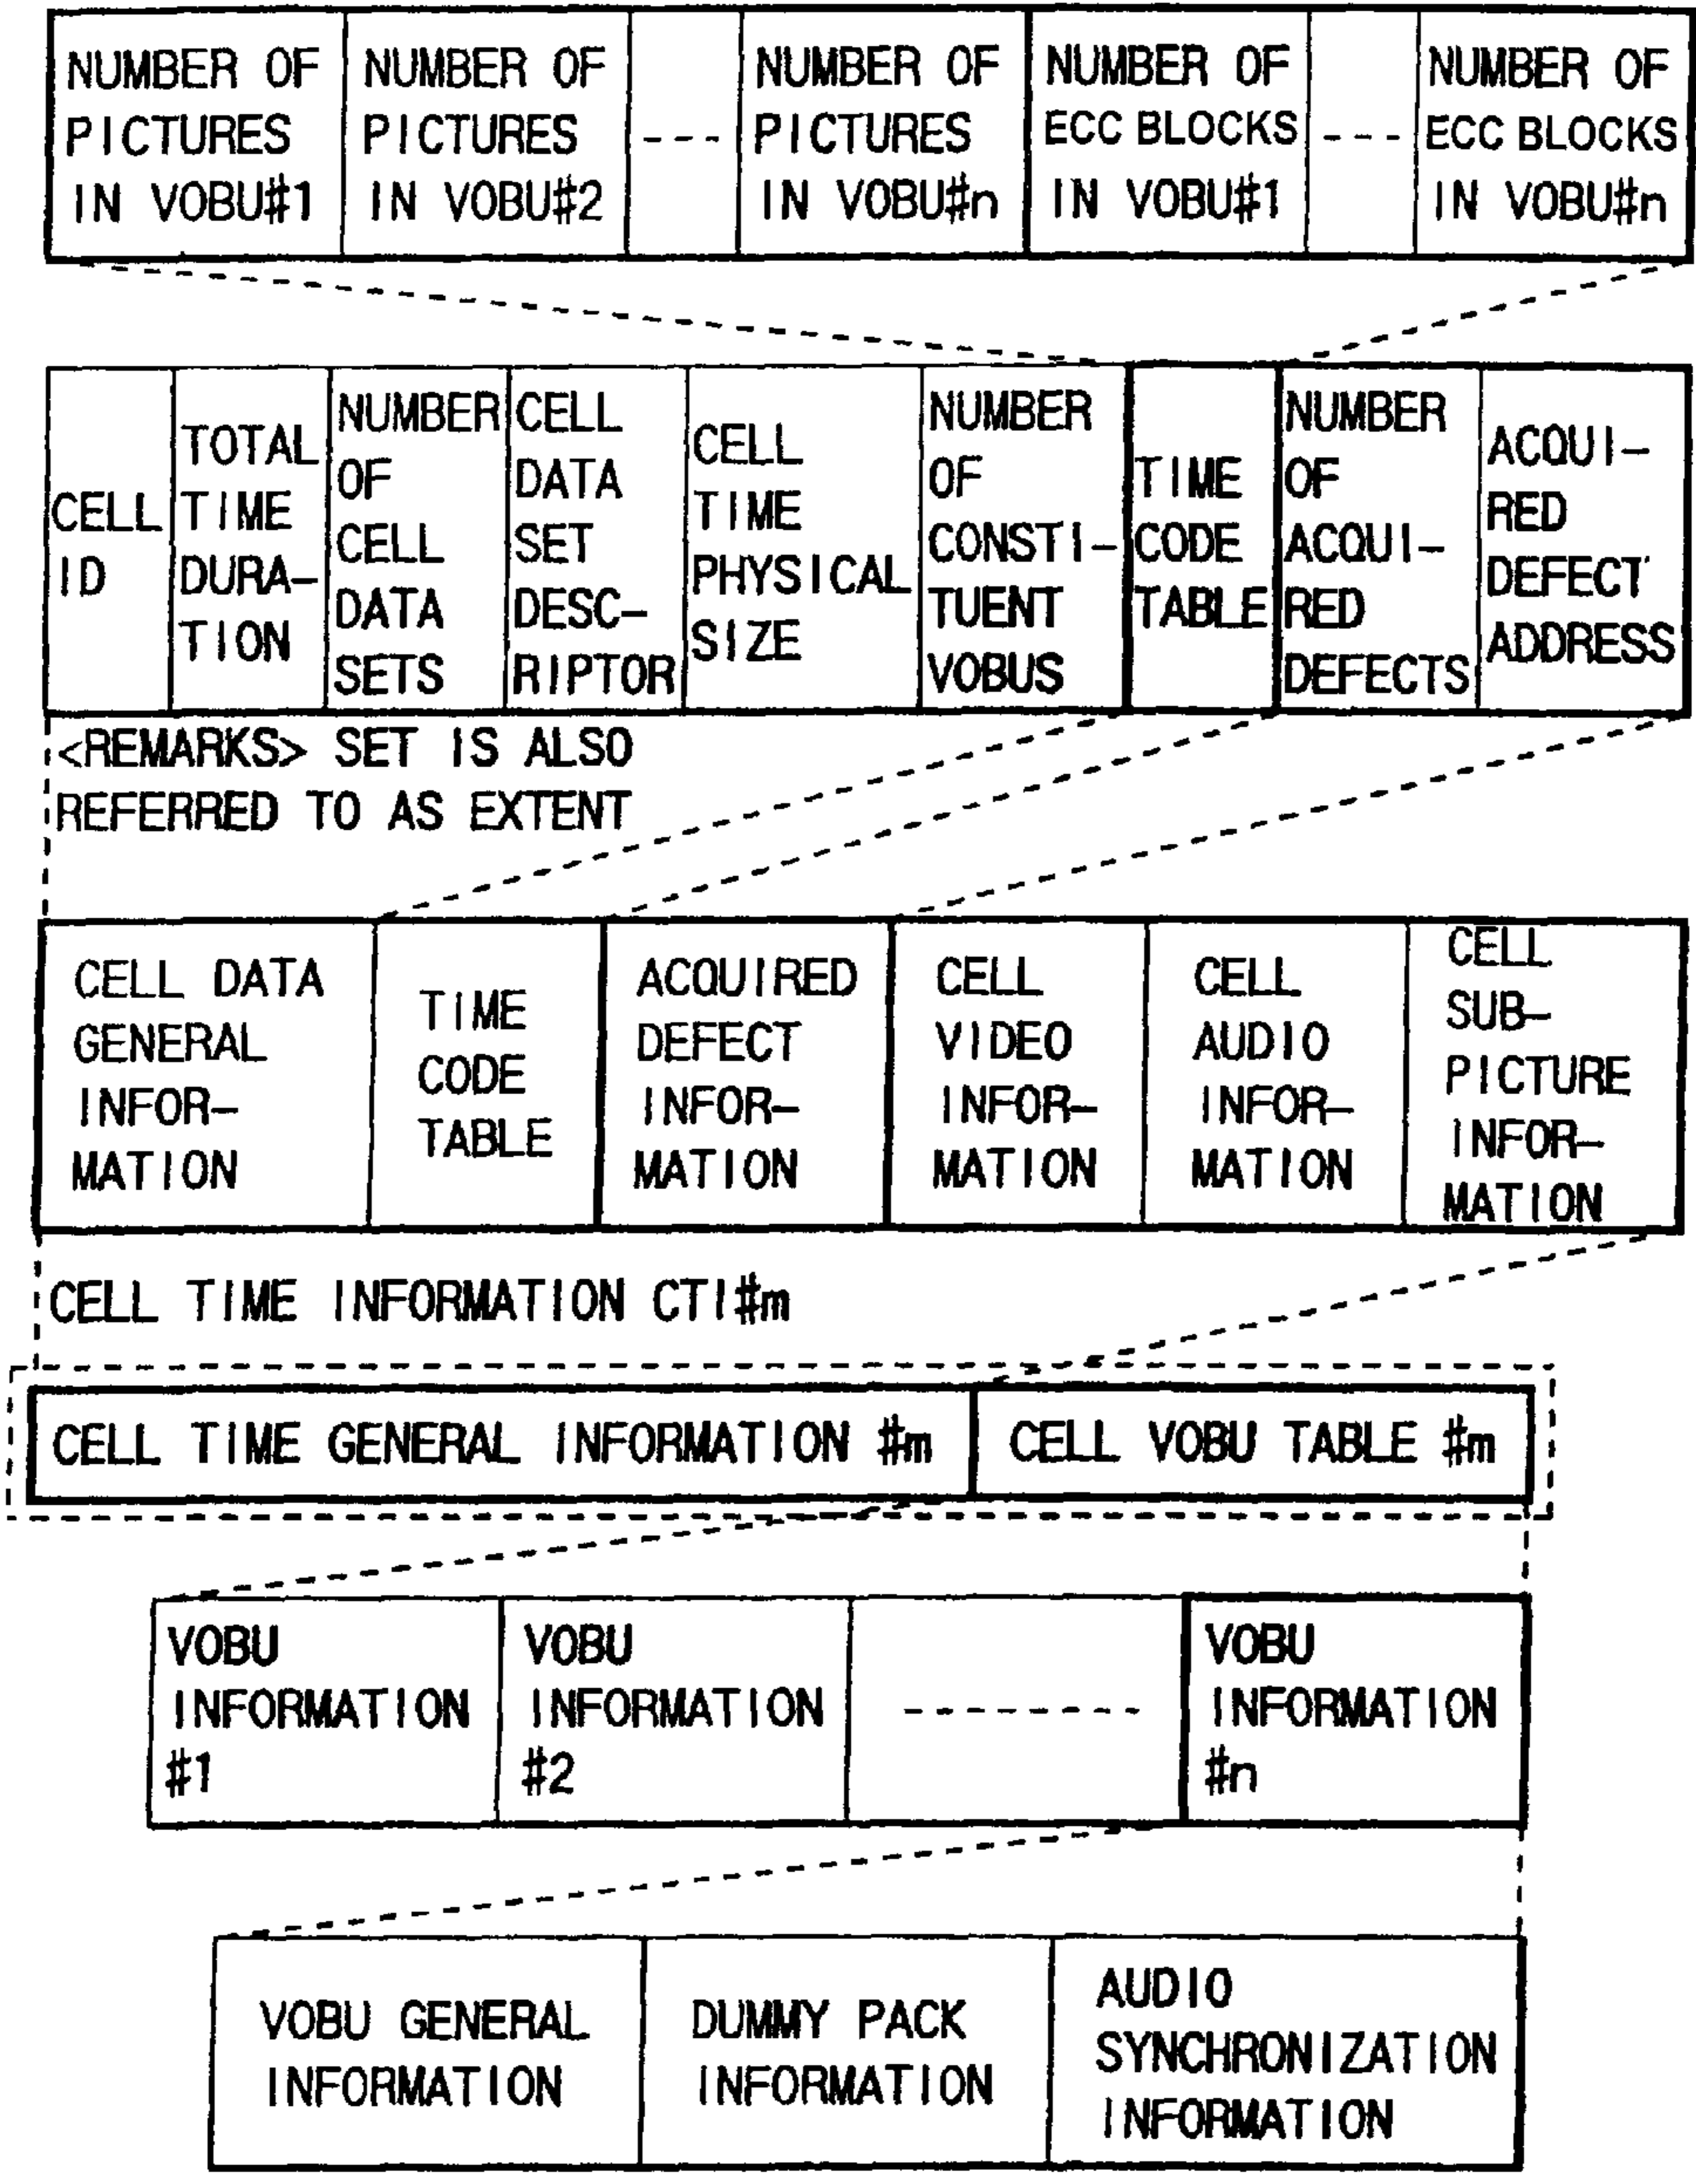 NUMBER OF
PICTURES
IN VOBU#1
NUMBER OF
PICTURES
IN VOBU#2
NUMBER OF
PICTURES
IN VOBU#n
NUMBER OF
ECC BLOCKS
IN VOBU#1
NUMBER OF
ECC BLOCKS
IN VOBU#n
CELL
ID
TOTAL
TIME
DURA-
TION
NUMBER
OF
CELL
DATA
SETS
CELL
DATA
SET
DESC-
RIPTOR
CELL
TIME
PHYSICAL
SIZE
NUMBER
OF
CONSTI-
TUENT
VOBUS
TIME
CODE
TABLE
NUMBER
OF
ACQUI-
RED
DEFECTS
ACQUI-
RED
DEFECT
ADDRESS
<REMARKS> SET IS ALSO
REFERRED TO AS EXTENT
CELL DATA
GENERAL
INFOR-
MATION
TIME
CODE
TABLE
ACQUIRED
DEFECT
INFOR-
MATION
CELL
VIDEO
INFOR-
MATION
CELL
AUDIO
INFOR-
MATION
CELL
SUB-
PICTURE
INFOR-
MATION
CELL TIME INFORMATION CTI#m
CELL TIME GENERAL INFORMATION #m
CELL VOBU TABLE #m
VOBU
INFORMATION
#1
VOBU
INFORMATION
#2
VOBU
INFORMATION
#n
VOBU GENERAL
INFORMATION
DUMMY PACK
INFORMATION
AUDIO
SYNCHRONIZATION
INFORMATION